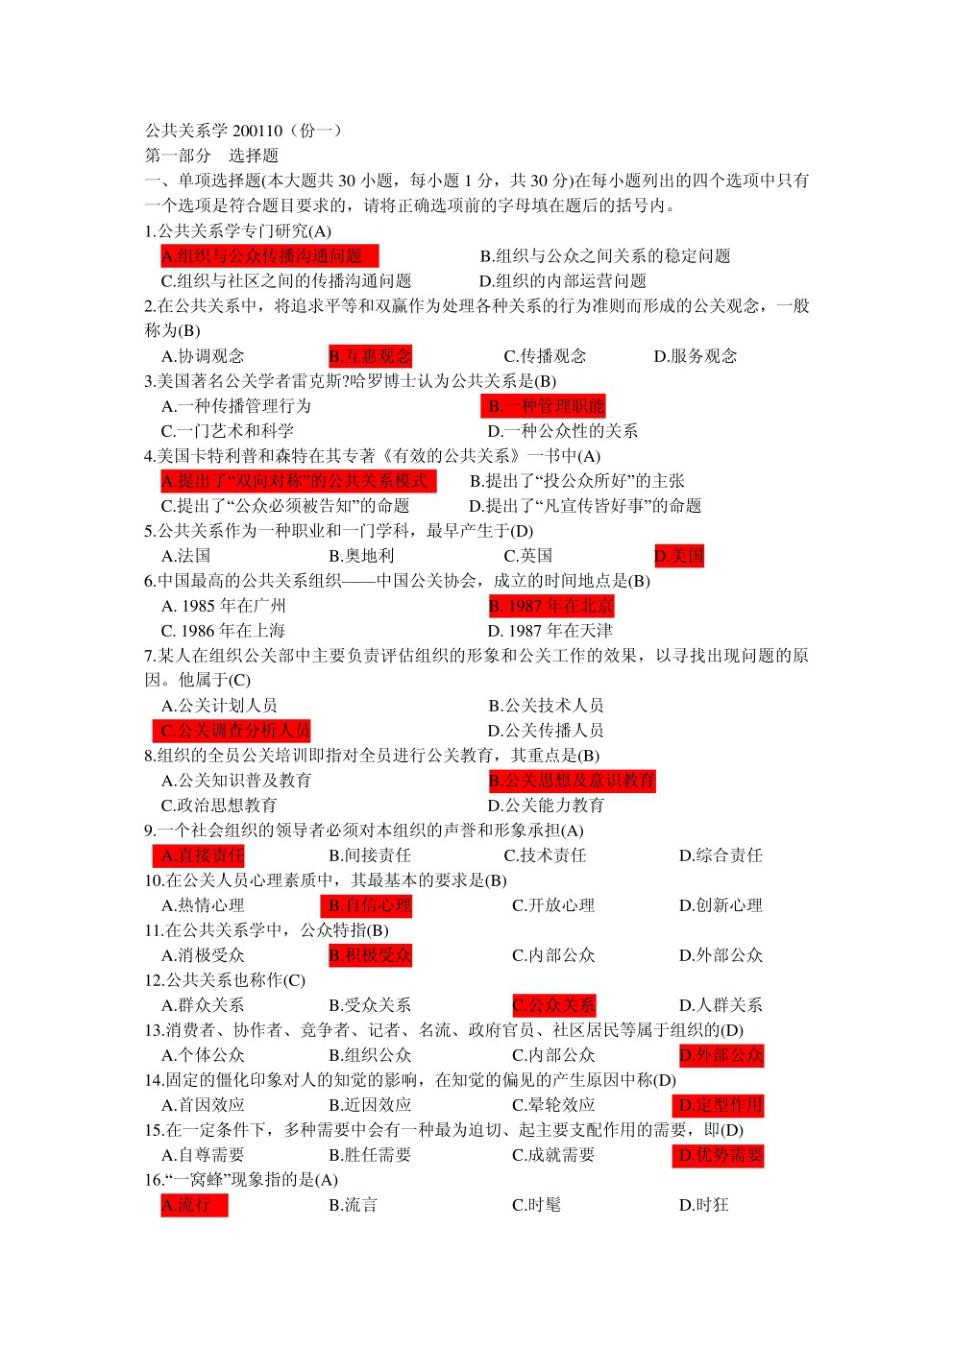 公共关系学 200110（份一）
第一部分 选择题
一、单项选择题(本大题共 30 小题，每小题 1 分，共 30 分)在每小题列出的四个选项中只有
一个选项是符合题目要求的，请将正确选项前的字母填在题后的括号内。
1.公共关系学专门研究(A)
A.组织与公众传播沟通问题 B.组织与公众之间关系的稳定问题
C.组织与社区之间的传播沟通问题 D.组织的内部运营问题
2.在公共关系中，将追求平等和双赢作为处理各种关系的行为准则而形成的公关观念，一般
称为(B)
A.协调观念 B.互惠观念 C.传播观念 D.服务观念
3.美国著名公关学者雷克斯?哈罗博士认为公共关系是(B)
A.一种传播管理行为 B.一种管理职能
C.一门艺术和科学 D.一种公众性的关系
4.美国卡特利普和森特在其专著《有效的公共关系》一书中(A)
A.提出了“双向对称”的公共关系模式 B.提出了“投公众所好”的主张
C.提出了“公众必须被告知”的命题 D.提出了“凡宣传皆好事”的命题
5.公共关系作为一种职业和一门学科，最早产生于(D)
A.法国 B.奥地利 C.英国 D.美国
6.中国最高的公共关系组织——中国公关协会，成立的时间地点是(B)
A. 1985 年在广州 B. 1987 年在北京
C. 1986 年在上海 D. 1987 年在天津
7.某人在组织公关部中主要负责评估组织的形象和公关工作的效果，以寻找出现问题的原
因。他属于(C)
A.公关计划人员 B.公关技术人员
C.公关调查分析人员 D.公关传播人员
8.组织的全员公关培训即指对全员进行公关教育，其重点是(B)
A.公关知识普及教育 B.公关思想及意识教育
C.政治思想教育 D.公关能力教育
9.一个社会组织的领导者必须对本组织的声誉和形象承担(A)
A.直接责任 B.间接责任 C.技术责任 D.综合责任
10.在公关人员心理素质中，其最基本的要求是(B)
A.热情心理 B.自信心理 C.开放心理 D.创新心理
11.在公共关系学中，公众特指(B)
A.消极受众 B.积极受众 C.内部公众 D.外部公众
12.公共关系也称作(C)
A.群众关系 B.受众关系 C.公众关系 D.人群关系
13.消费者、协作者、竞争者、记者、名流、政府官员、社区居民等属于组织的(D)
A.个体公众 B.组织公众 C.内部公众 D.外部公众
14.固定的僵化印象对人的知觉的影响，在知觉的偏见的产生原因中称(D)
A.首因效应 B.近因效应 C.晕轮效应 D.定型作用
15.在一定条件下，多种需要中会有一种最为迫切、起主要支配作用的需要，即(D)
A.自尊需要 B.胜任需要 C.成就需要 D.优势需要
16.“一窝蜂”现象指的是(A)
A.流行 B.流言 C.时髦 D.时狂